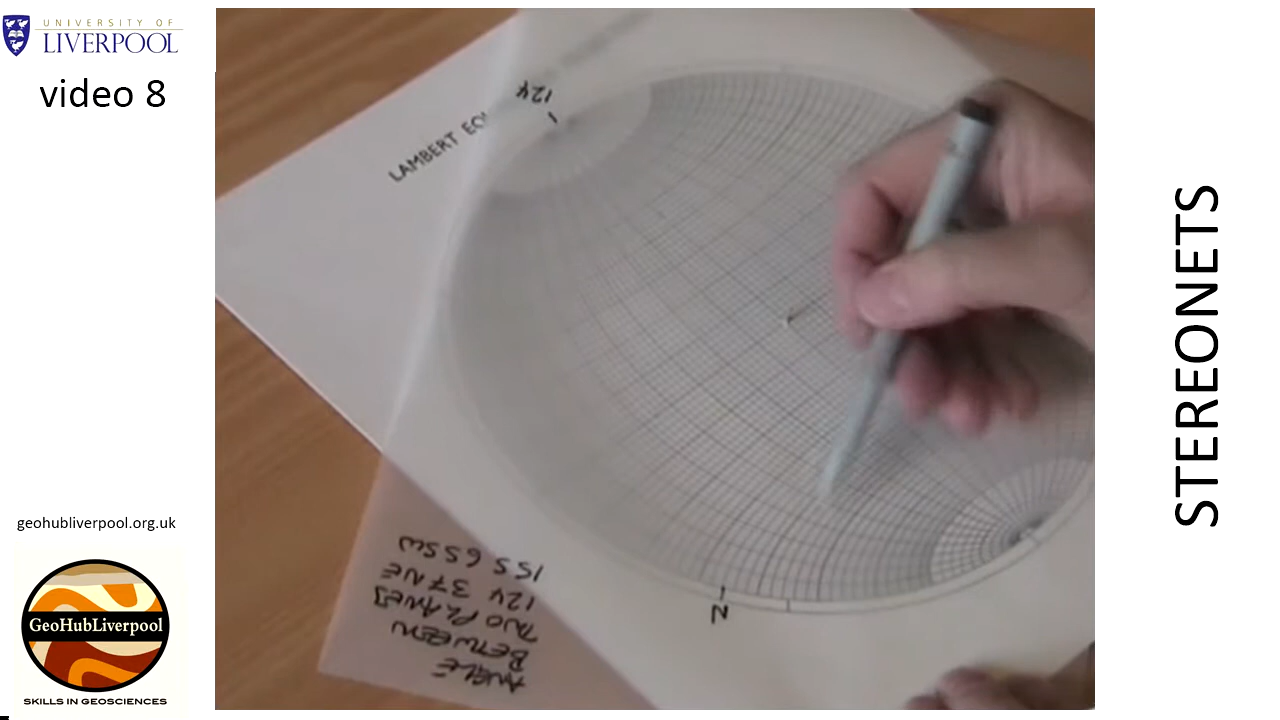 UNIVERSITY OF
LIVERPOOL
video 8
124
LAMBERT EQ
N
ANGLE
BETWEEN
TWO PLANES
124 37NE
155 65SW
STEREONETS
geohubliverpool.org.uk
GeoHubLiverpool
SKILLS IN GEOSCIENCES